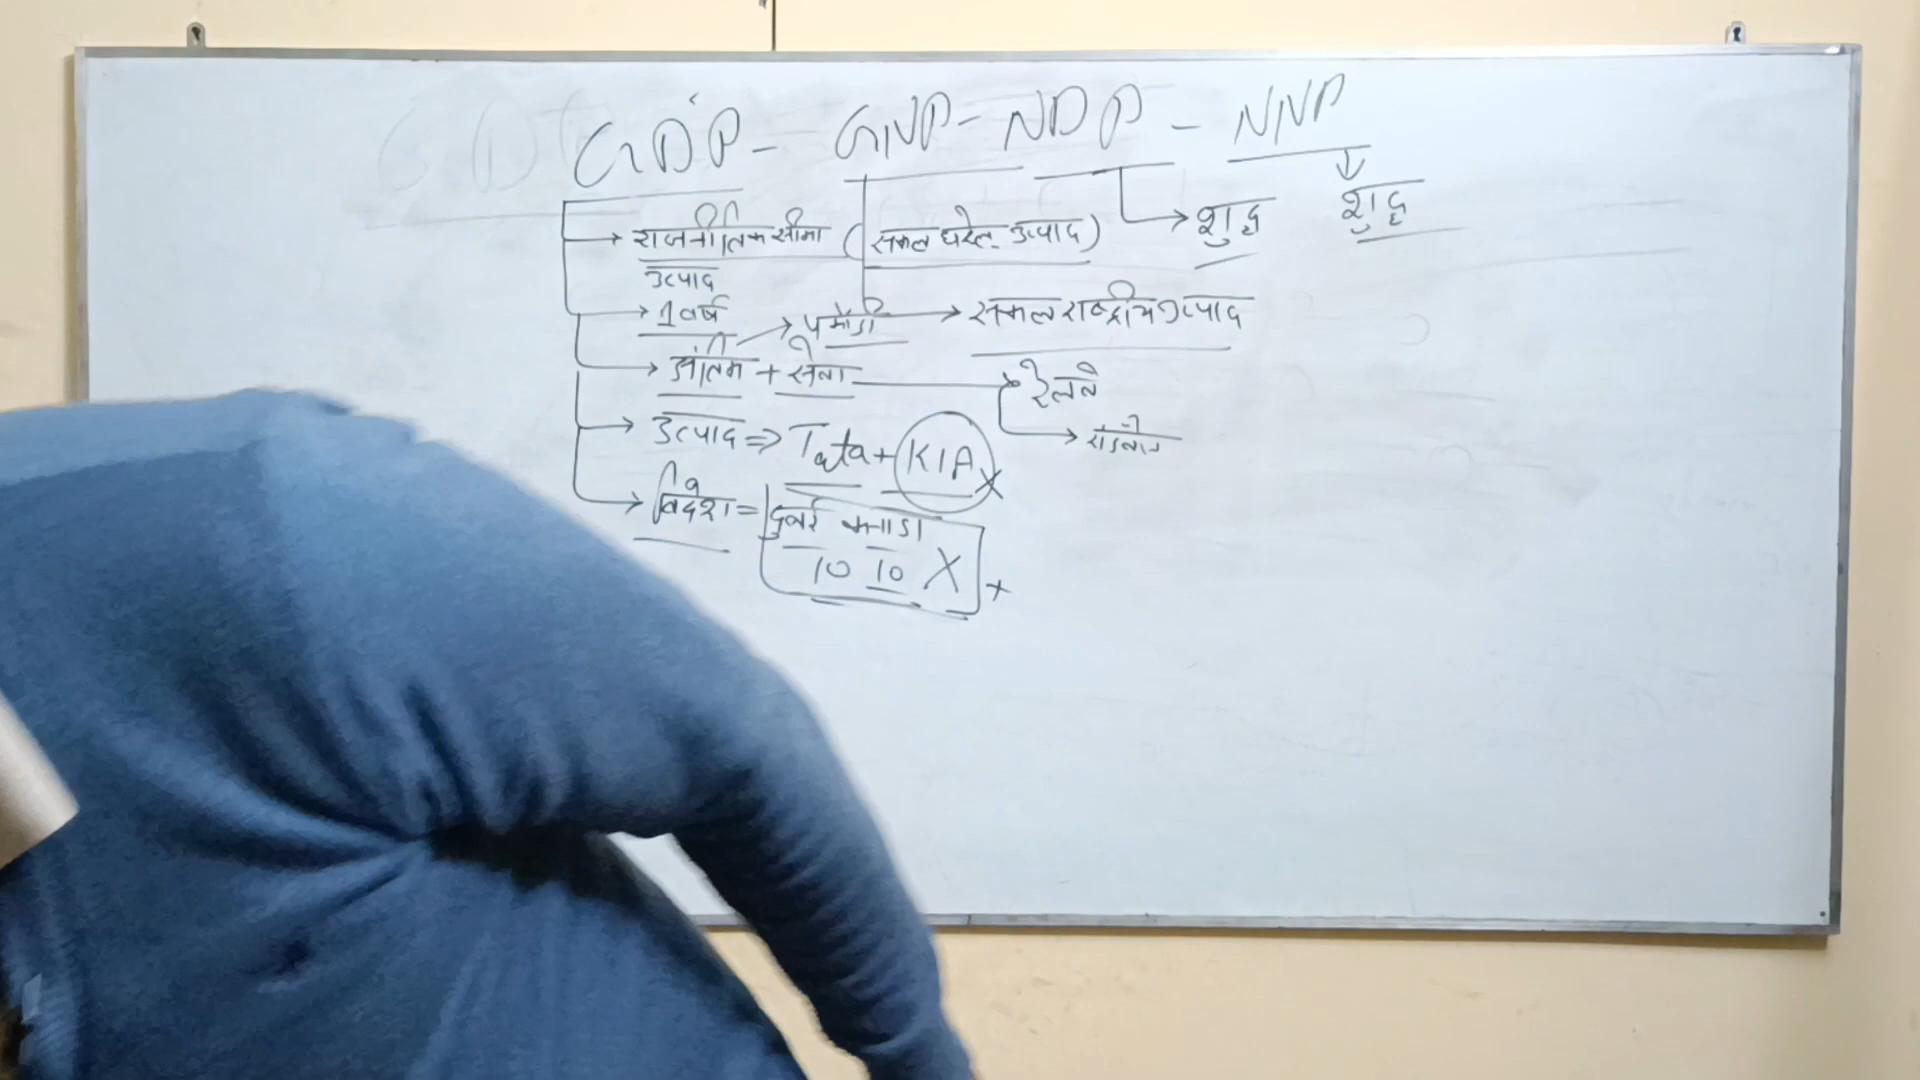 GDP - GNP - NDP - NNP
राजनीतिक सीमा (सकल घरेलू उत्पाद) → शुद्ध शुद्ध
उत्पाद
→ 1 वर्ष
→ सकल राष्ट्रीय उत्पाद
→ अंतिम + सेवा → रेलवे
→ उत्पाद ⇒ Tata + KIA X
→ विदेश = दुबई कनाडा
10 10 X +